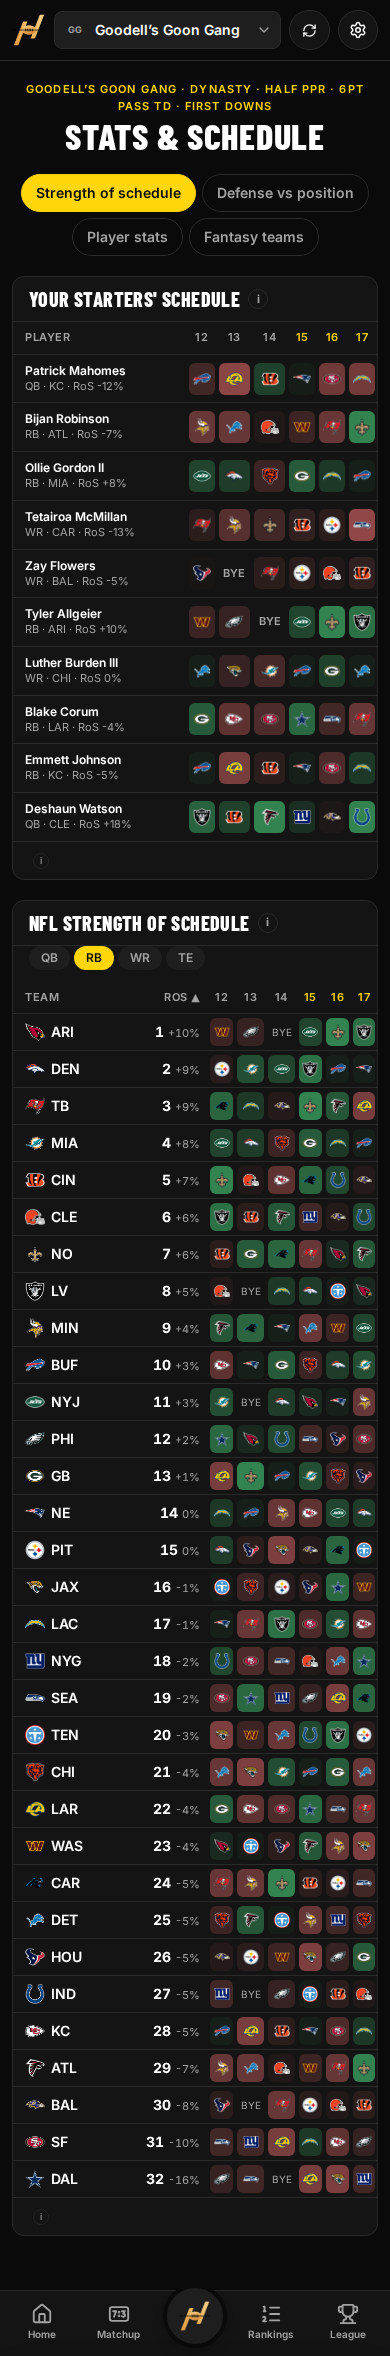 GG Goodell's Goon Gang
GOODELL'S GOON GANG · DYNASTY · HALF PPR · 6PT
PASS TD · FIRST DOWNS
STATS & SCHEDULE
Strength of schedule Defense vs position
Player stats Fantasy teams
YOUR STARTERS' SCHEDULE i
PLAYER 12 13 14 15 16 17
Patrick Mahomes
QB · KC · RoS -12%
Bijan Robinson
RB · ATL · RoS -7%
Ollie Gordon II
RB · MIA · RoS +8%
Tetairoa McMillan
WR · CAR · RoS -13%
Zay Flowers
WR · BAL · RoS -5%
BYE
Tyler Allgeier
RB · ARI · RoS +10%
BYE
Luther Burden III
WR · CHI · RoS 0%
Blake Corum
RB · LAR · RoS -4%
Emmett Johnson
RB · KC · RoS -5%
Deshaun Watson
QB · CLE · RoS +18%
i
NFL STRENGTH OF SCHEDULE i
QB RB WR TE
TEAM ROS ▲ 12 13 14 15 16 17
ARI 1 +10% BYE
DEN 2 +9%
TB 3 +9%
MIA 4 +8%
CIN 5 +7%
CLE 6 +6%
NO 7 +6%
LV 8 +5% BYE
MIN 9 +4%
BUF 10 +3%
NYJ 11 +3% BYE
PHI 12 +2%
GB 13 +1%
NE 14 0%
PIT 15 0%
JAX 16 -1%
LAC 17 -1%
NYG 18 -2%
SEA 19 -2%
TEN 20 -3%
CHI 21 -4%
LAR 22 -4%
WAS 23 -4%
CAR 24 -5%
DET 25 -5%
HOU 26 -5%
IND 27 -5% BYE
KC 28 -5%
ATL 29 -7%
BAL 30 -8% BYE
SF 31 -10%
DAL 32 -16% BYE
i
Home Matchup Rankings League